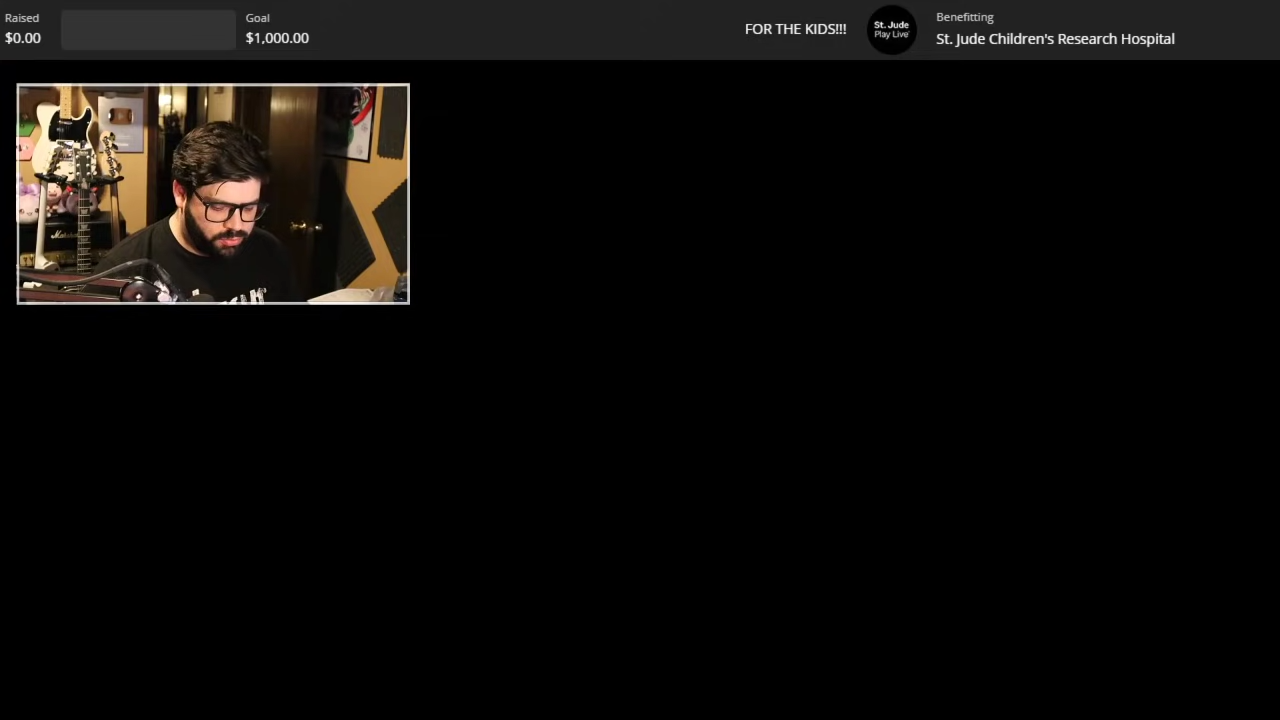 Raised
$0.00
Goal
$1,000.00
FOR THE KIDS!!!
St. Jude
Play Live
Benefitting
St. Jude Children's Research Hospital
Marshall